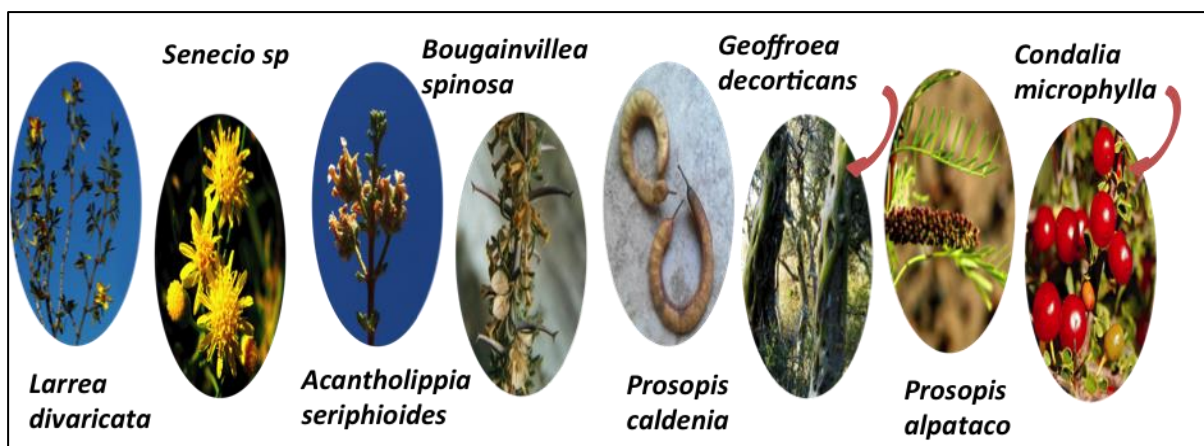 Senecio sp
Bougainvillea
spinosa
Geoffroea
decorticans
Condalia
microphylla
Larrea
divaricata
Acantholippia
seriphioides
Prosopis
caldenia
Prosopis
alpataco